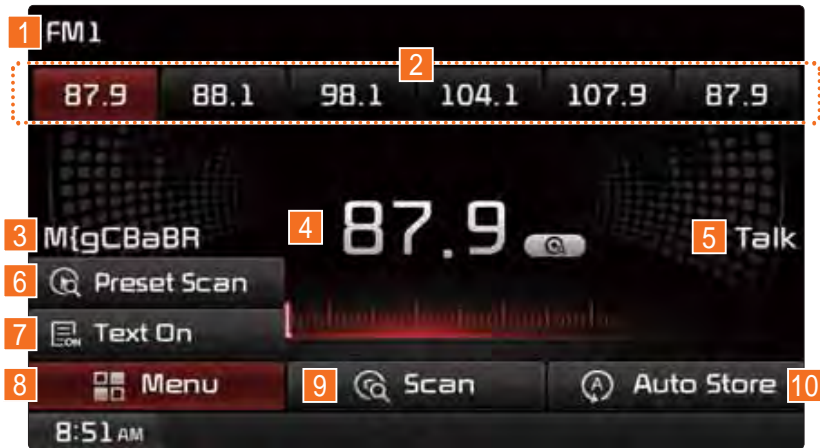 1 FM1
2
87.9 88.1 98.1 104.1 107.9 87.9
3 M{gCBaBR 4 87.9 5 Talk
6 Preset Scan
7 ON Text On
8 Menu 9 Scan A Auto Store 10
8:51 AM